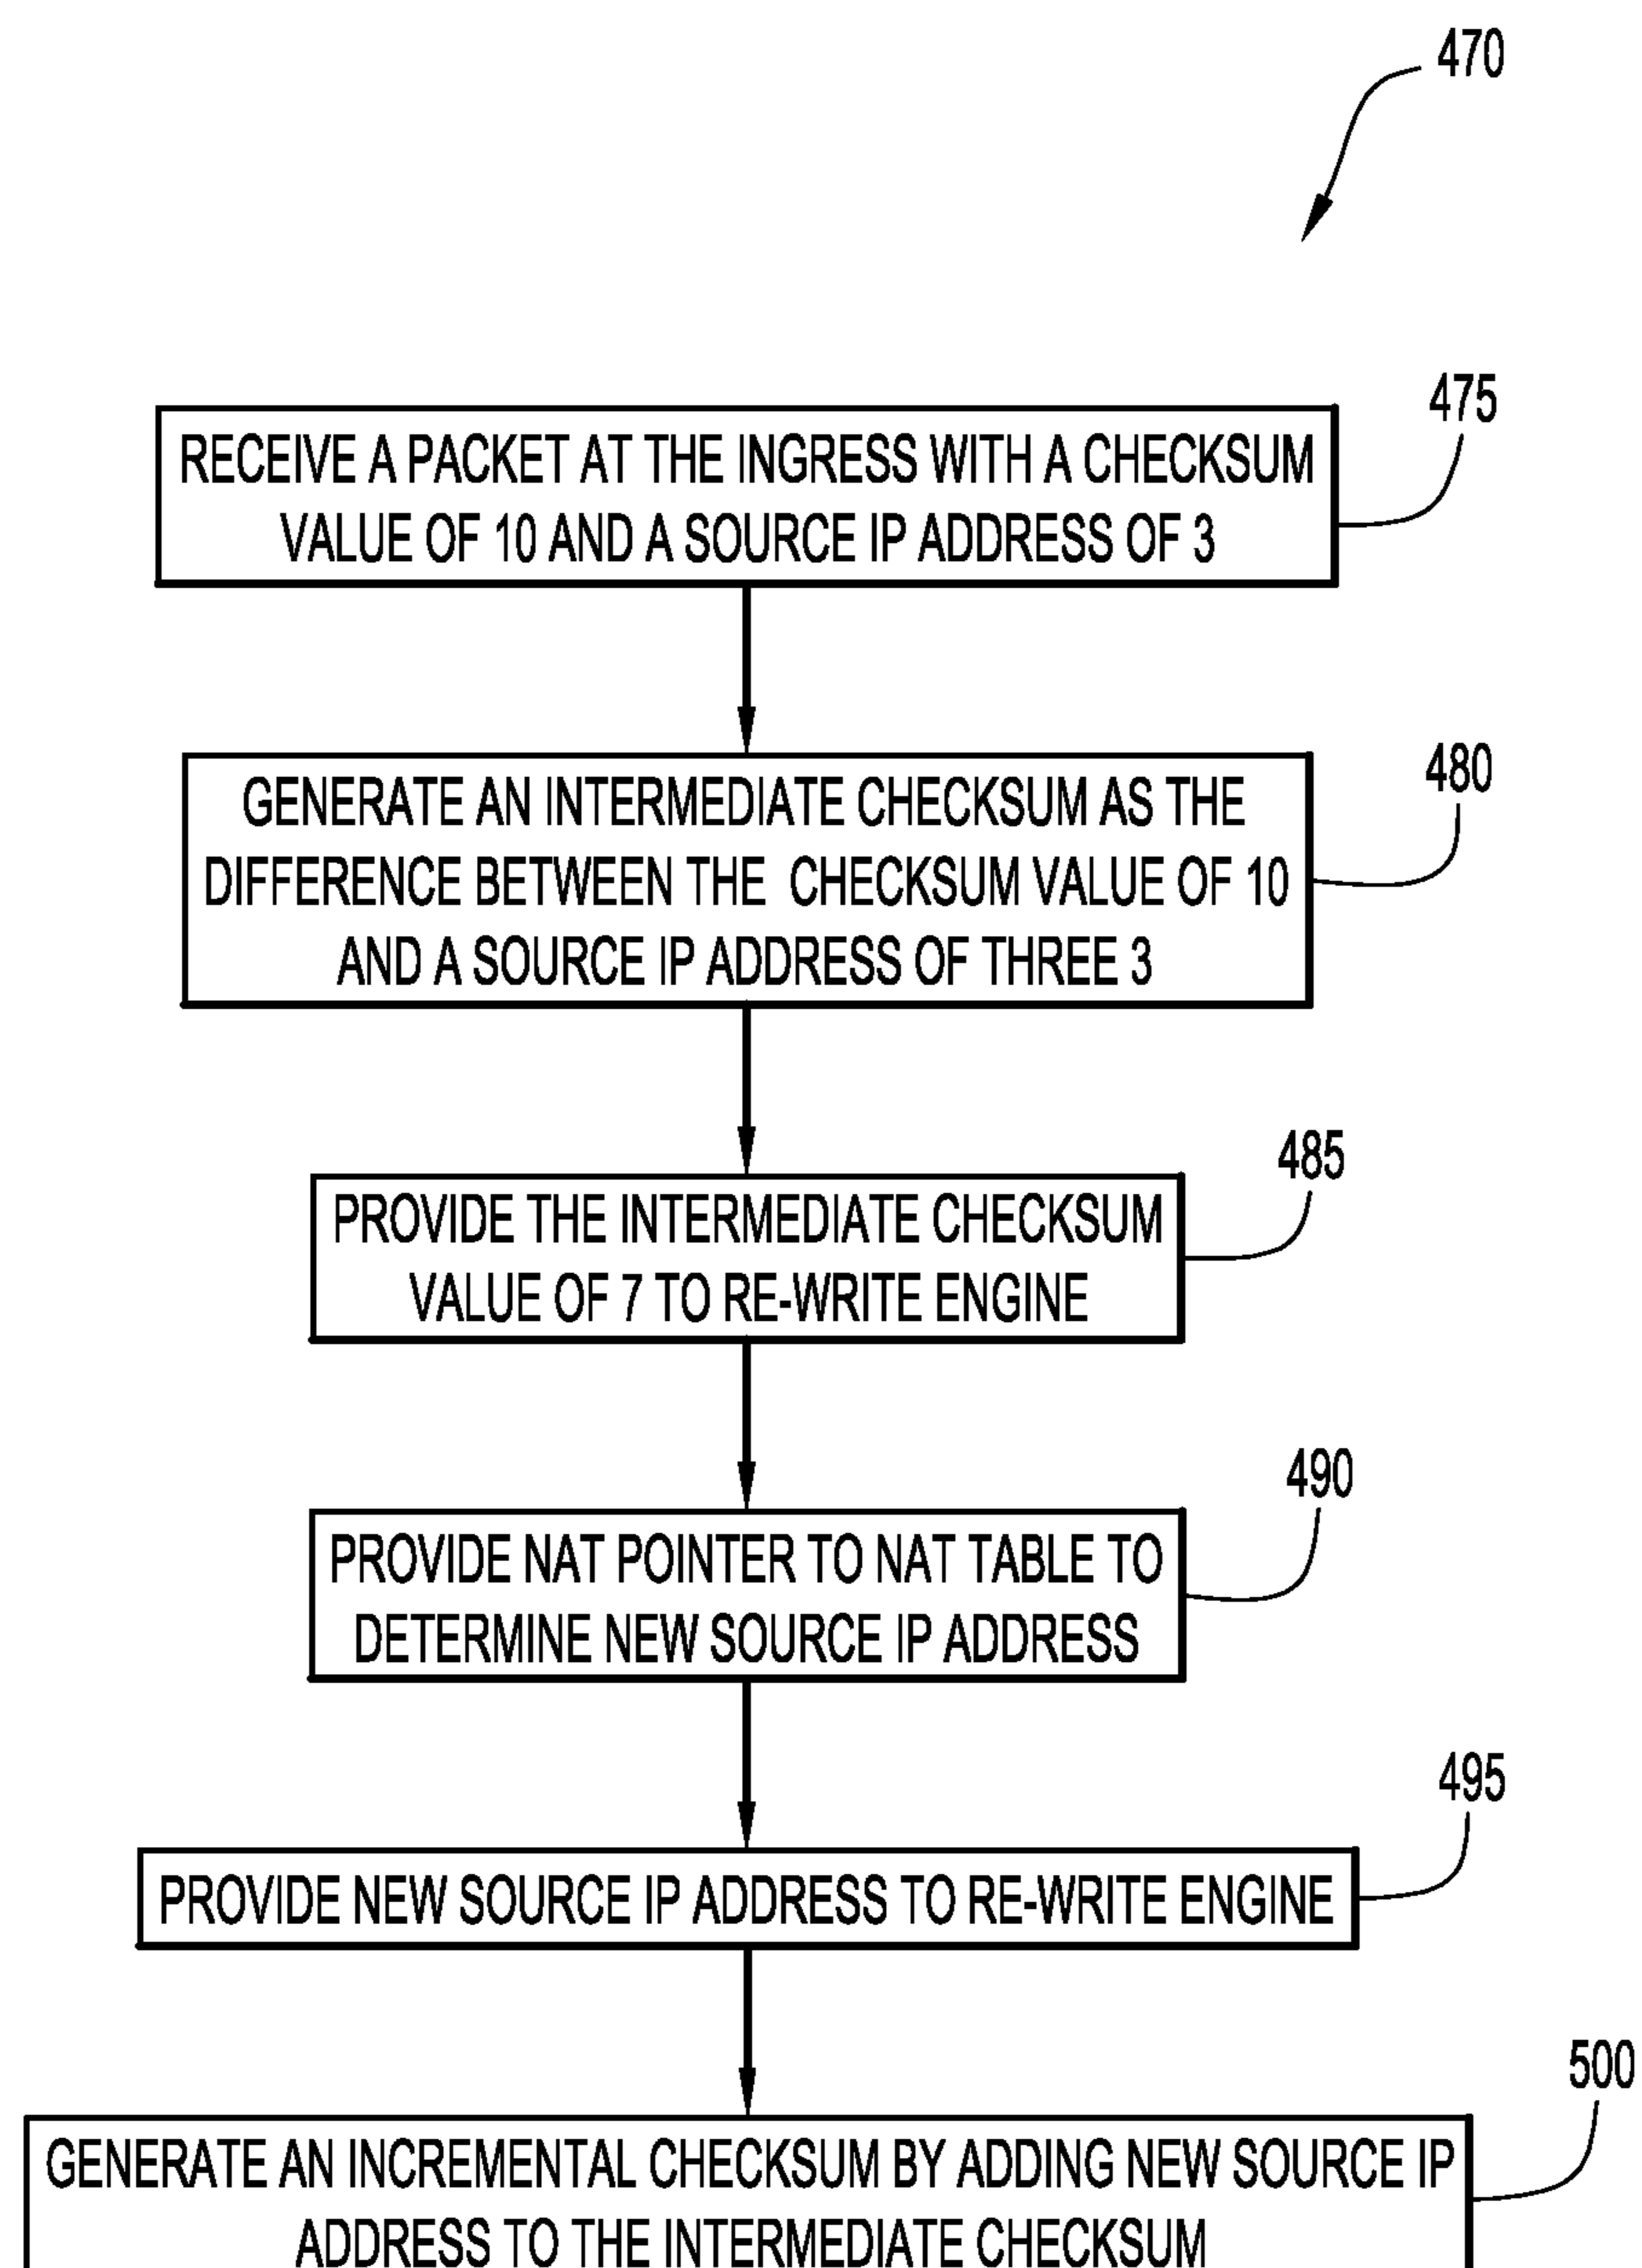 470
475
RECEIVE A PACKET AT THE INGRESS WITH A CHECKSUM
VALUE OF 10 AND A SOURCE IP ADDRESS OF 3
480
GENERATE AN INTERMEDIATE CHECKSUM AS THE
DIFFERENCE BETWEEN THE CHECKSUM VALUE OF 10
AND A SOURCE IP ADDRESS OF THREE 3
485
PROVIDE THE INTERMEDIATE CHECKSUM
VALUE OF 7 TO RE-WRITE ENGINE
490
PROVIDE NAT POINTER TO NAT TABLE TO
DETERMINE NEW SOURCE IP ADDRESS
495
PROVIDE NEW SOURCE IP ADDRESS TO RE-WRITE ENGINE
500
GENERATE AN INCREMENTAL CHECKSUM BY ADDING NEW SOURCE IP
ADDRESS TO THE INTERMEDIATE CHECKSUM